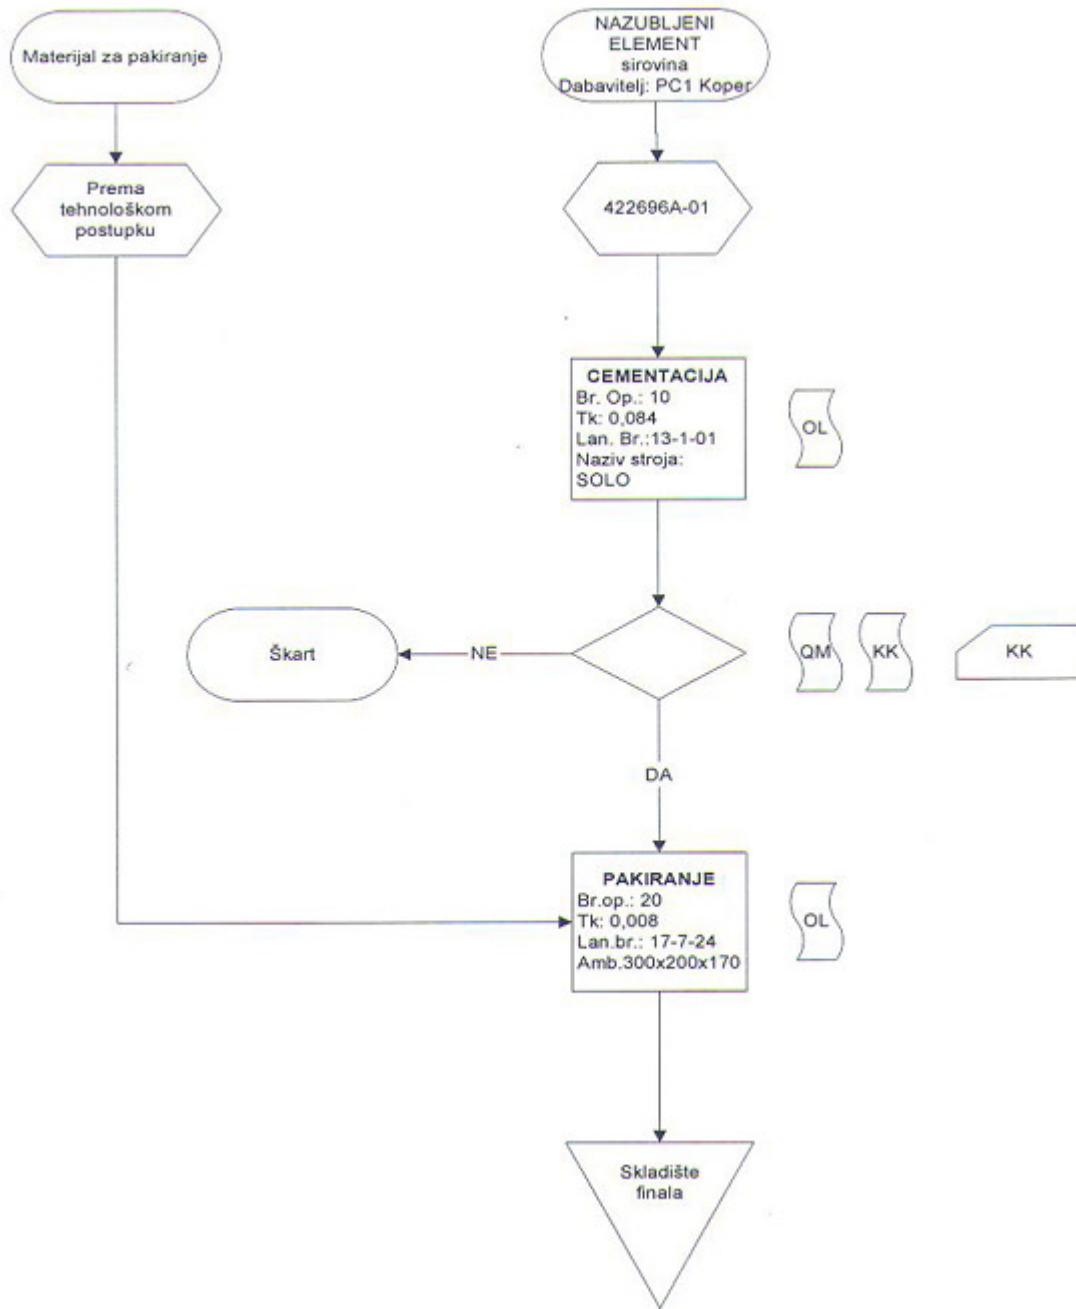 Materijal za pakiranje
NAZUBLJENI
ELEMENT
sirovina
Dabavitelj: PC1 Koper
Prema
tehnološkom
postupku
422696A-01
CEMENTACIJA
Br. Op.: 10
Tk: 0,084
Lan. Br.:13-1-01
Naziv stroja:
SOLO
OL
Škart
NE
QM
KK
KK
DA
PAKIRANJE
Br.op.: 20
Tk: 0,008
Lan.br.: 17-7-24
Amb.300x200x170
OL
Skladište
finala